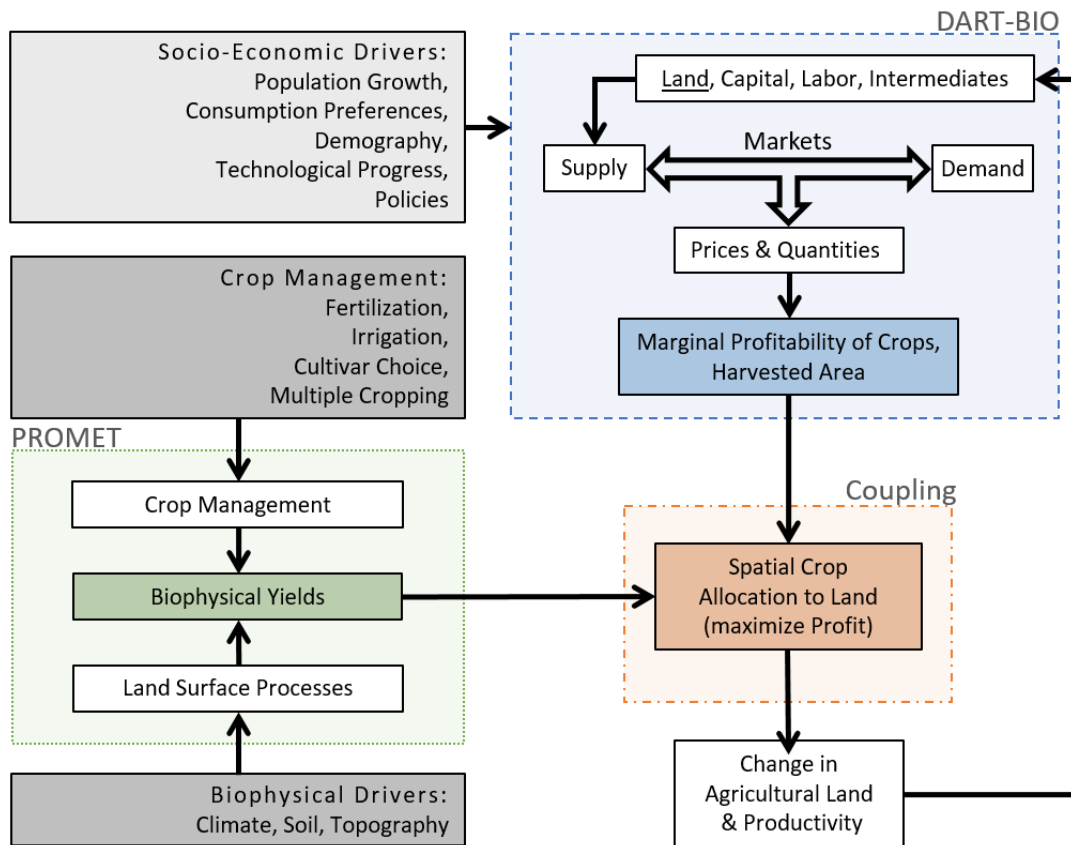 DART-BIO
Socio-Economic Drivers:
Population Growth,
Consumption Preferences,
Demography,
Technological Progress,
Policies
Land, Capital, Labor, Intermediates
Markets
Supply
Demand
Prices & Quantities
Marginal Profitability of Crops,
Harvested Area
Crop Management:
Fertilization,
Irrigation,
Cultivar Choice,
Multiple Cropping
PROMET
Crop Management
Biophysical Yields
Land Surface Processes
Coupling
Spatial Crop
Allocation to Land
(maximize Profit)
Biophysical Drivers:
Climate, Soil, Topography
Change in
Agricultural Land
& Productivity